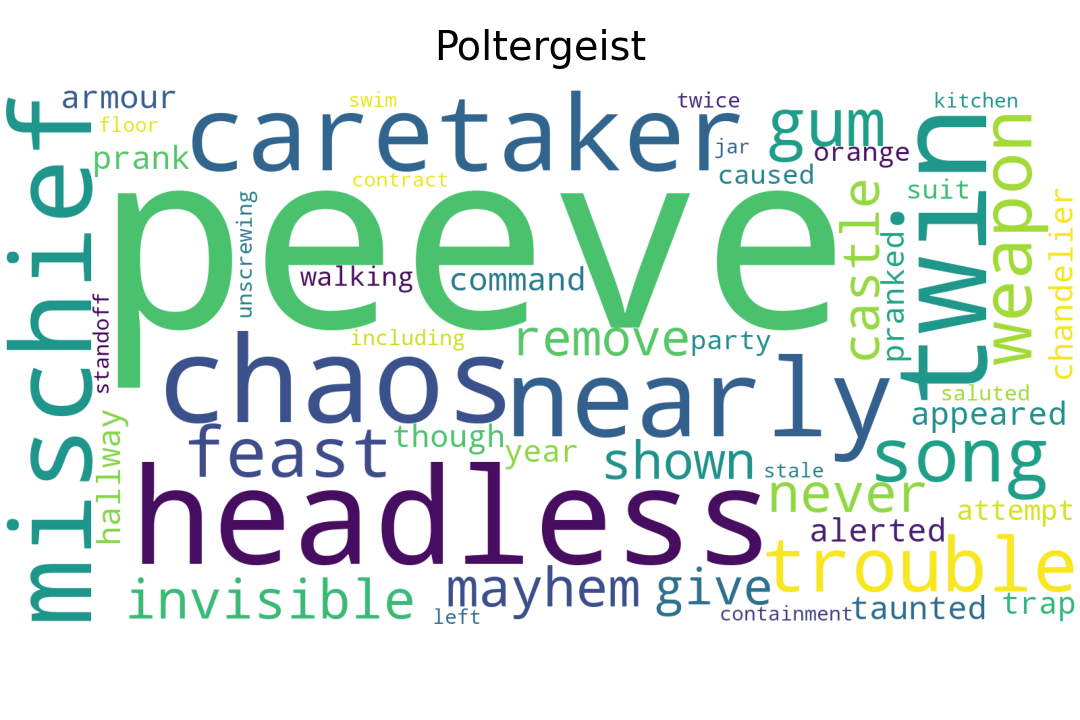 Poltergeist
armour
swim
twice
kitchen
floor
caretaker
gum
mischief
twin
weapon
prank
jar
orange
contract
caused
suit
peeve
castle
pranked.
chandelier
unscrewing
walking
command
standoff
including
remove
party
chaos
nearly
saluted
appeared
hallway
feast
though
year
shown
stale
song
headless
never
attempt
alerted
trouble
invisible
mayhem
give
left
containment
taunted
trap